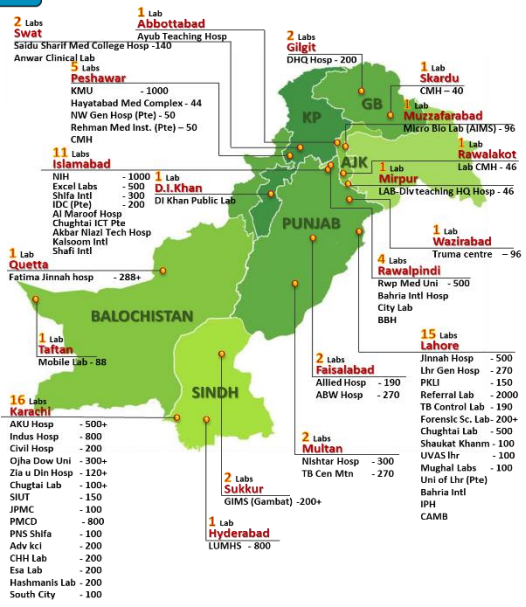 2 Labs
Swat
Saidu Sharif Med College Hosp -140
Anwar Clinical Lab
1 Lab
Abbottabad
Ayub Teaching Hosp
2 Labs
Gilgit
DHQ Hosp - 200
1 Lab
Skardu
CMH – 40
5 Labs
Peshawar
KMU - 1000
Hayatabad Med Complex - 44
NW Gen Hosp (Pte) - 50
Rehman Med Inst. (Pte) – 50
CMH
GB
KP
AJK
1 Lab
Muzzafarabad
Micro Bio Lab (AIMS) - 96
1 Lab
Rawalakot
Lab CMH - 46
1 Lab
Mirpur
LAB-Div teaching HQ Hosp - 46
11 Labs
Islamabad
NIH - 1000
Excel Labs - 500
Shifa Intl - 300
IDC (Pte) - 200
Al Maroof Hosp
Chughtai ICT Pte
Akbar Niazi Tech Hosp
Kalsoom Intl
Shafi Intl
1 Lab
D.I.Khan
DI Khan Public Lab
PUNJAB
1 Lab
Wazirabad
Truma centre – 96
4 Labs
Rawalpindi
Rwp Med Uni - 500
Bahria Intl Hosp
City Lab
BBH
1 Lab
Quetta
Fatima Jinnah hosp - 288+
BALOCHISTAN
1 Lab
Taftan
Mobile Lab - 88
SINDH
15 Labs
Lahore
Jinnah Hosp - 500
Lhr Gen Hosp - 270
PKLI - 150
Referral Lab - 2000
TB Control Lab - 190
Forensic Sc. Lab- 200+
Chughtai Lab - 500
Shaukat Khanm - 100
UVAS lhr - 100
Mughal Labs - 100
Uni of Lhr (Pte)
Bahria Intl
IPH
CAMB
2 Labs
Faisalabad
Allied Hosp - 190
ABW Hosp - 270
2 Labs
Multan
Nishtar Hosp - 300
TB Cen Mtn - 270
16 Labs
Karachi
AKU Hosp - 500+
Indus Hosp - 800
Civil Hosp - 200
Ojha Dow Uni - 300+
Zia u Din Hosp - 120+
Chugtai Lab - 100+
SIUT - 150
JPMC - 100
PMCD - 800
PNS Shifa - 100
Adv kci - 200
CHH Lab - 200
Esa Lab - 200
Hashmanis Lab - 200
South City - 100
2 Labs
Sukkur
GIMS (Gambat) -200+
1 Lab
Hyderabad
LUMHS - 800